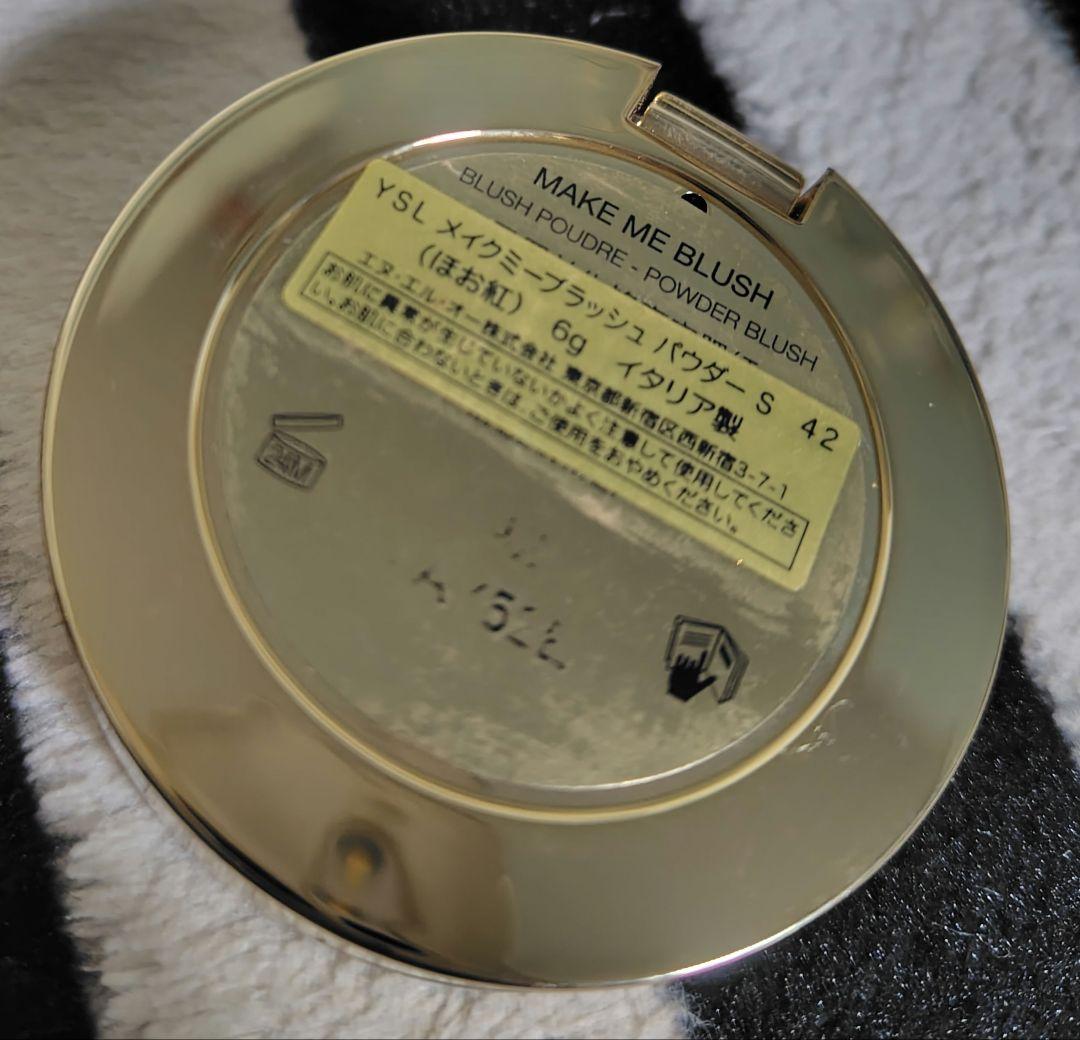 MAKE ME BLUSH
BLUSH POUDRE - POWDER BLUSH
YSL メイクミーブラッシュ パウダー S 42
(ほお紅) 6g イタリア製
エヌ・エル・オー株式会社 東京都新宿区西新宿3-7-1
お肌に異常が生じていないかよく注意して使用してくださ
い。お肌に合わないときは、ご使用をおやめください。
24M